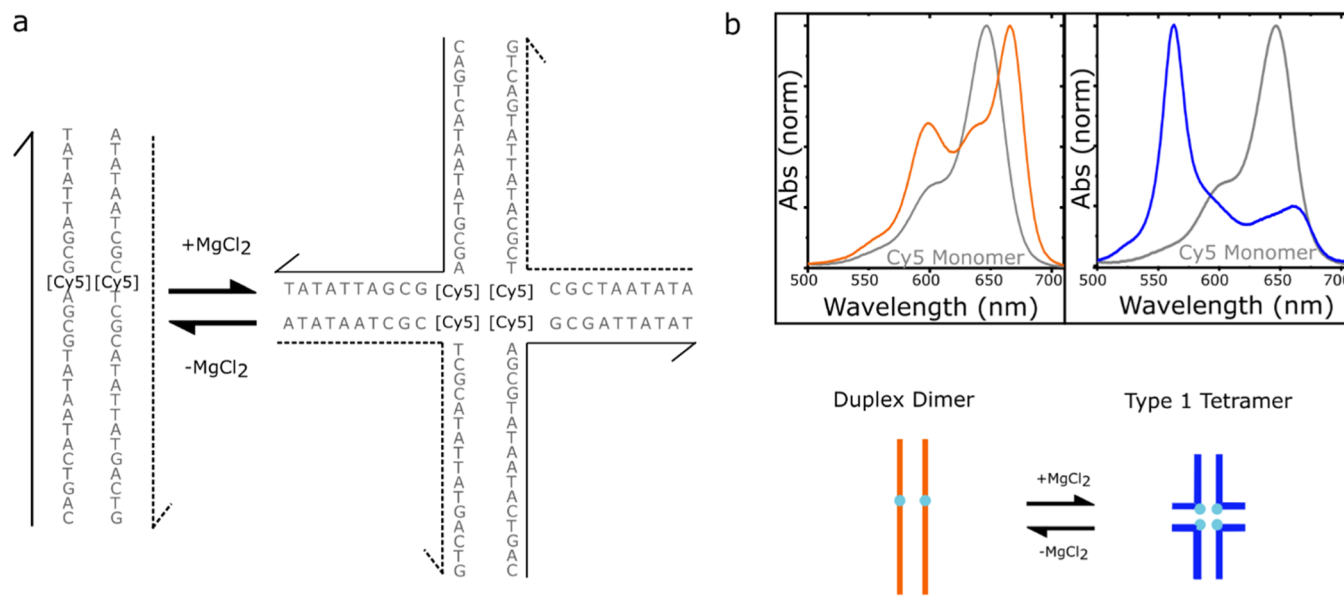 a
TATATTAGCG[Cy5]AGCGTATAATACTGAC
ATATAATCGC[Cy5]TCGCATATTATGACTG
+MgCl2
-MgCl2
CAGTCATAATATGCGA
GTCAGTATTATACGCT
TATATTAGCG [Cy5] [Cy5] CGCTAATATA
ATATAATCGC [Cy5] [Cy5] GCGATTATAT
TCGCATATTATGACTG
AGCGTATAATACTGAC
b
Abs (norm)
Cy5 Monomer
500 550 600 650 700
Wavelength (nm)
Abs (norm)
Cy5 Monomer
500 550 600 650
Wavelength (nm)
Duplex Dimer
Type 1 Tetramer
+MgCl2
-MgCl2